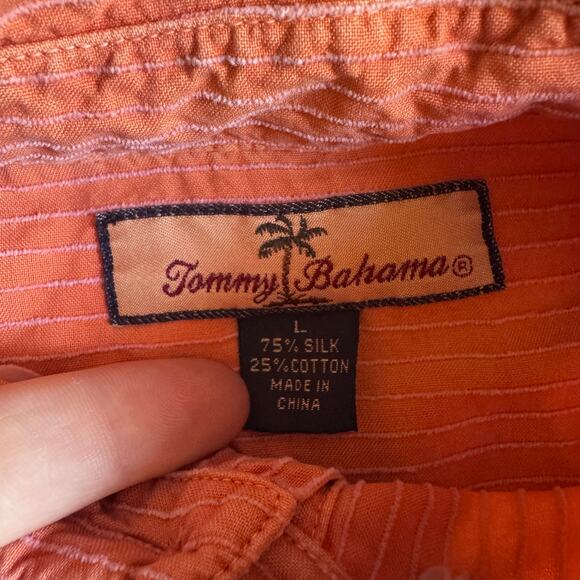 Tommy Bahama®
L
75% SILK
25% COTTON
MADE IN
CHINA